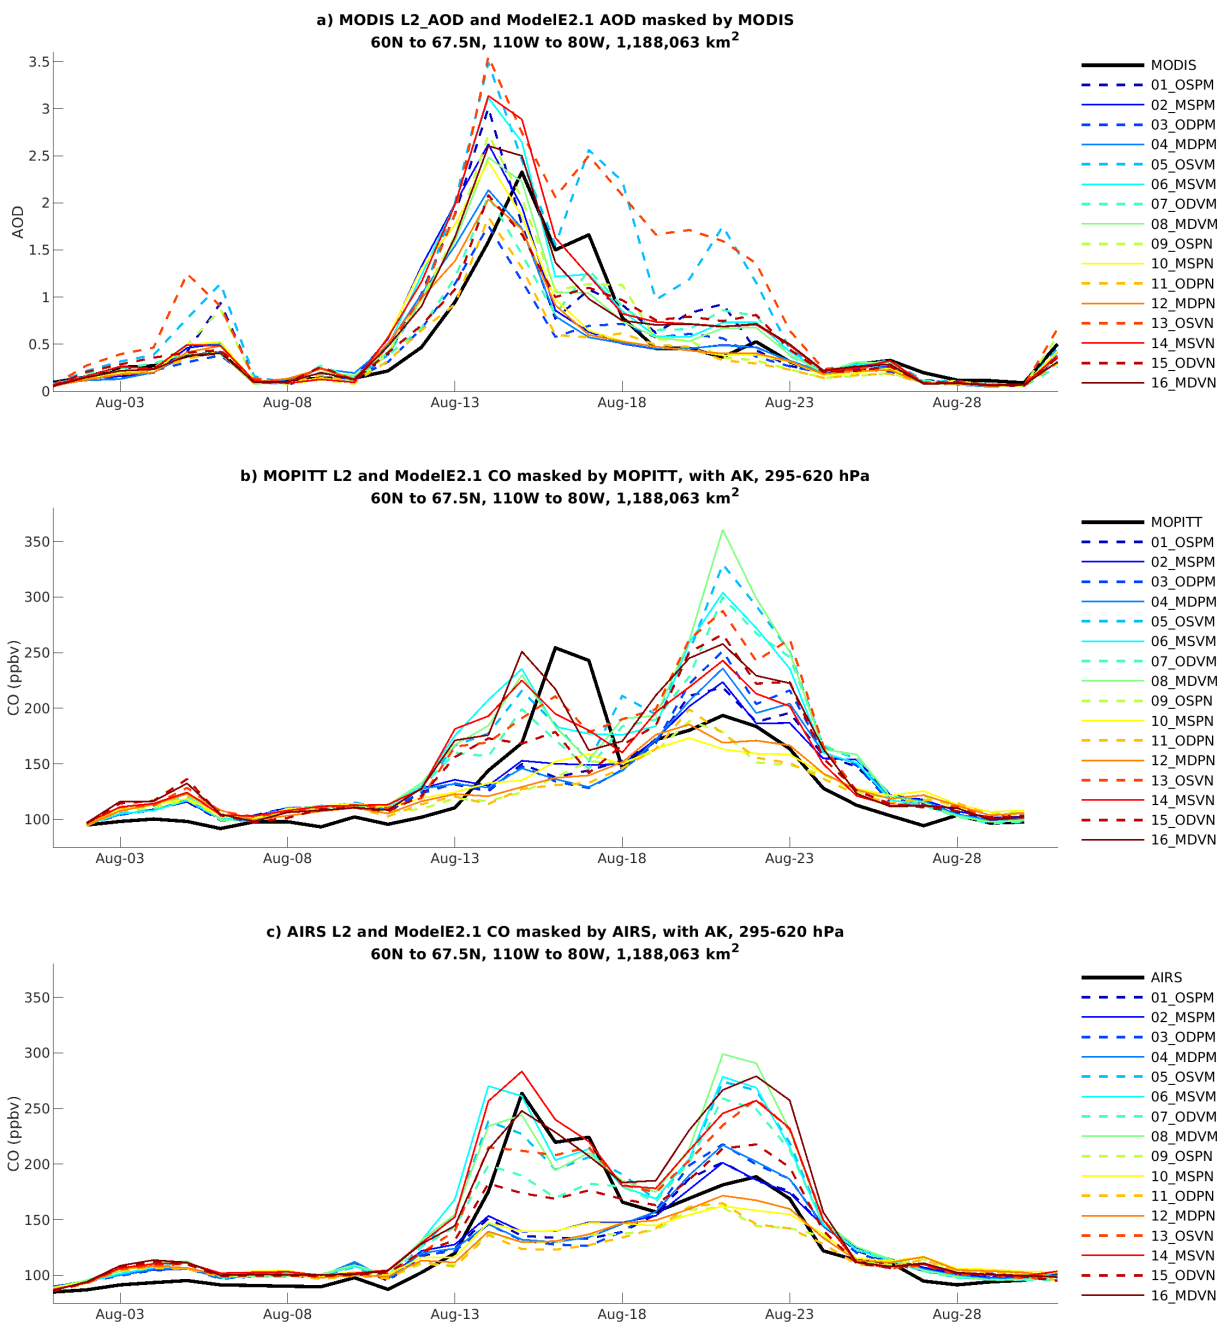 a) MODIS L2_AOD and ModelE2.1 AOD masked by MODIS
60N to 67.5N, 110W to 80W, 1,188,063 km2
3.5
3
2.5
2
1.5
1
0.5
0
AOD
Aug-03 Aug-08 Aug-13 Aug-18 Aug-23 Aug-28
MODIS
01_OSPM
02_MSPM
03_ODPM
04_MDPM
05_OSVM
06_MSVM
07_ODVM
08_MDVM
09_OSPN
10_MSPN
11_ODPN
12_MDPN
13_OSVN
14_MSVN
15_ODVN
16_MDVN
b) MOPITT L2 and ModelE2.1 CO masked by MOPITT, with AK, 295-620 hPa
60N to 67.5N, 110W to 80W, 1,188,063 km2
350
300
250
200
150
100
CO (ppbv)
Aug-03 Aug-08 Aug-13 Aug-18 Aug-23 Aug-28
MOPITT
01_OSPM
02_MSPM
03_ODPM
04_MDPM
05_OSVM
06_MSVM
07_ODVM
08_MDVM
09_OSPN
10_MSPN
11_ODPN
12_MDPN
13_OSVN
14_MSVN
15_ODVN
16_MDVN
c) AIRS L2 and ModelE2.1 CO masked by AIRS, with AK, 295-620 hPa
60N to 67.5N, 110W to 80W, 1,188,063 km2
350
300
250
200
150
100
CO (ppbv)
Aug-03 Aug-08 Aug-13 Aug-18 Aug-23 Aug-28
AIRS
01_OSPM
02_MSPM
03_ODPM
04_MDPM
05_OSVM
06_MSVM
07_ODVM
08_MDVM
09_OSPN
10_MSPN
11_ODPN
12_MDPN
13_OSVN
14_MSVN
15_ODVN
16_MDVN